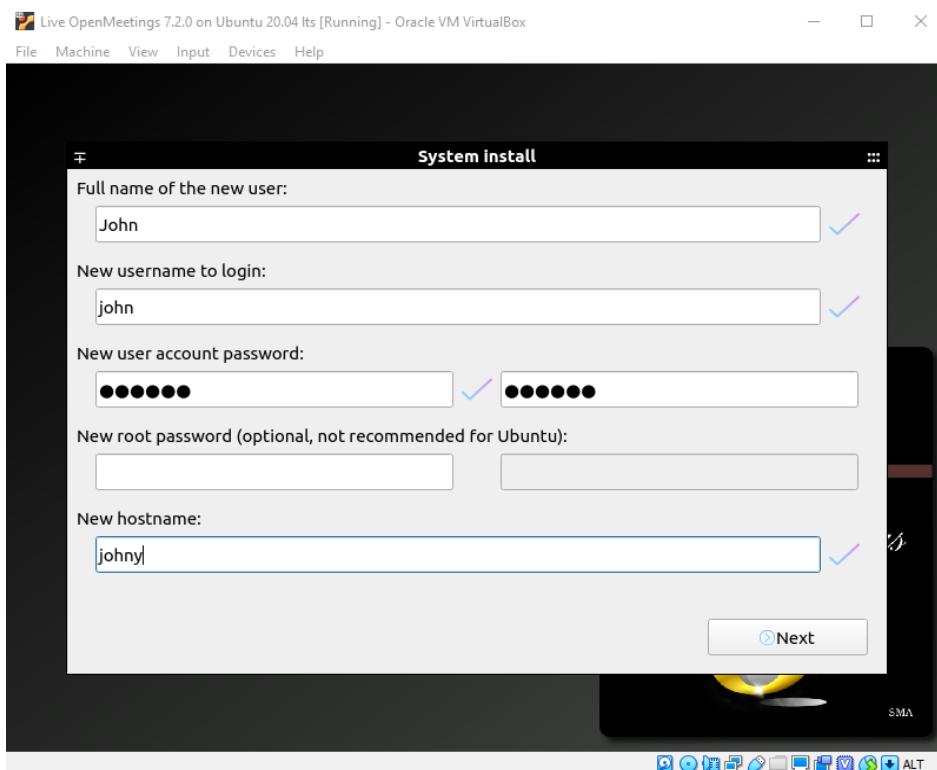 Live OpenMeetings 7.2.0 on Ubuntu 20.04 lts [Running] - Oracle VM VirtualBox
File Machine View Input Devices Help
System install
Full name of the new user:
John
New username to login:
john
New user account password:
●●●●●● ●●●●●●
New root password (optional, not recommended for Ubuntu):
New hostname:
johny
Next
SMA
ALT